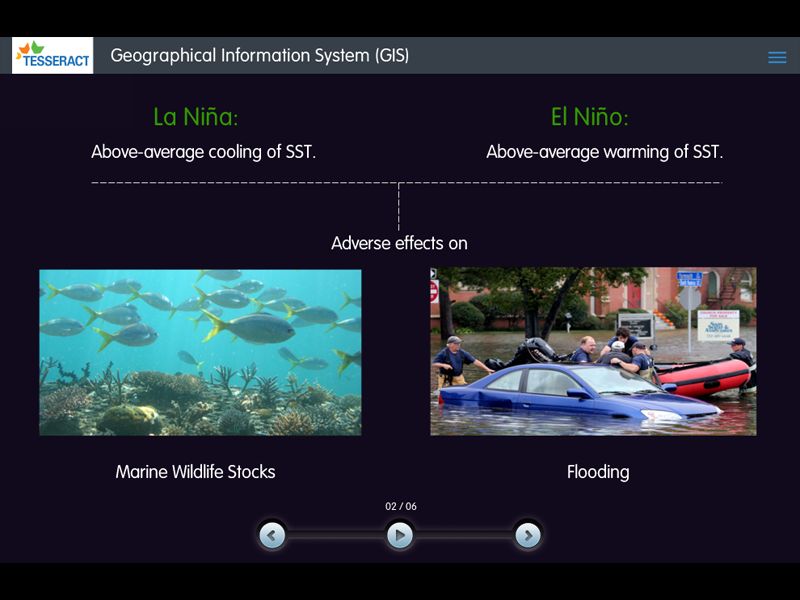 TESSERACT
Geographical Information System (GIS)
La Niña:
El Niño:
Above-average cooling of SST.
Above-average warming of SST.
Adverse effects on
Marine Wildlife Stocks
Flooding
02 / 06